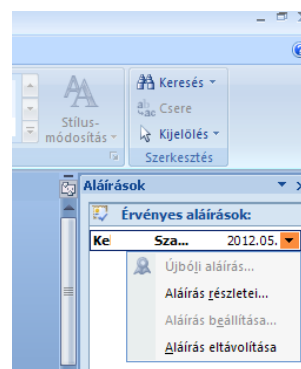 Keresés
Csere
Kijelölés
Stílus-
módosítás
Szerkesztés
Aláírások
Érvényes aláírások:
Ke Sza... 2012.05.
Újbóli aláírás...
Aláírás részletei...
Aláírás beállítása...
Aláírás eltávolítása